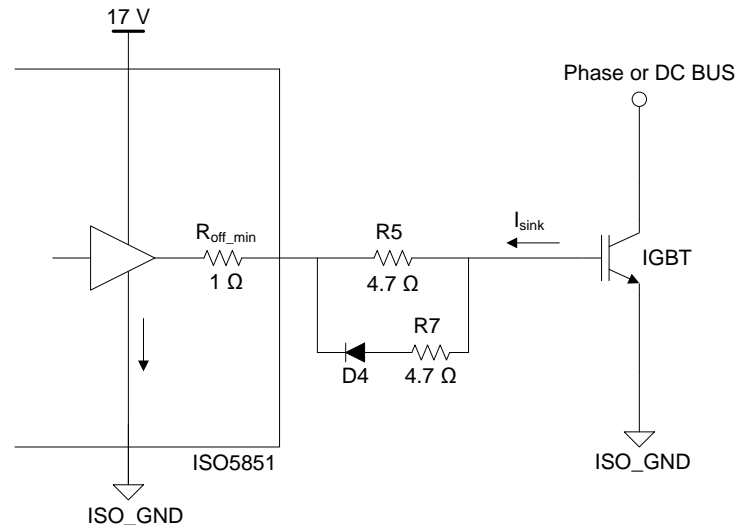 17 V
Phase or DC BUS
R_off_min
1 Ω
R5
4.7 Ω
I_sink
IGBT
R7
4.7 Ω
D4
ISO5851
ISO_GND
ISO_GND